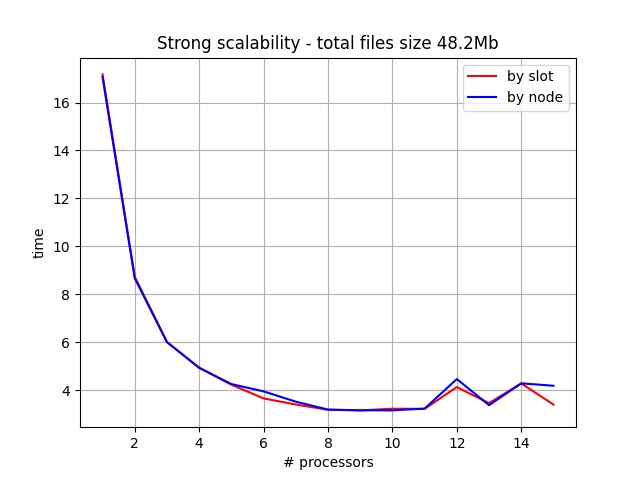 Strong scalability - total files size 48.2Mb
by slot
by node
16
14
12
10
8
6
4
time
2 4 6 8 10 12 14
# processors